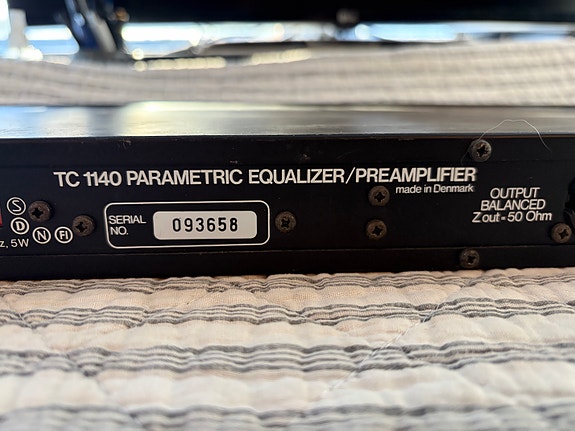 TC 1140 PARAMETRIC EQUALIZER/PREAMPLIFIER
made in Denmark
S
D
N FI
z, 5W
SERIAL
NO.
093658
OUTPUT
BALANCED
Z out - 50 Ohm